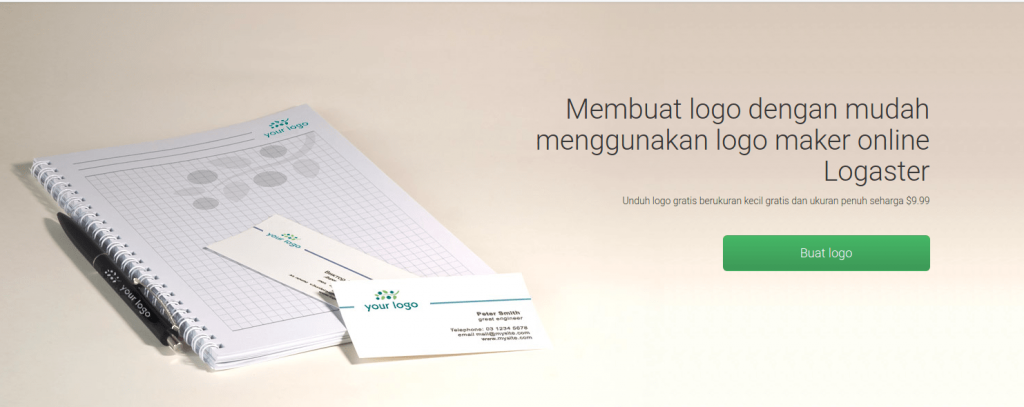 Membuat logo dengan mudah
menggunakan logo maker online
Logaster
Unduh logo gratis berukuran kecil gratis dan ukuran penuh seharga $9.99
Buat logo
your logo
your logo
your logo
Peter Smith
great engineer
Telephone: 03 1234 5678
email mail@mysite.com
www.mysite.com
your logo